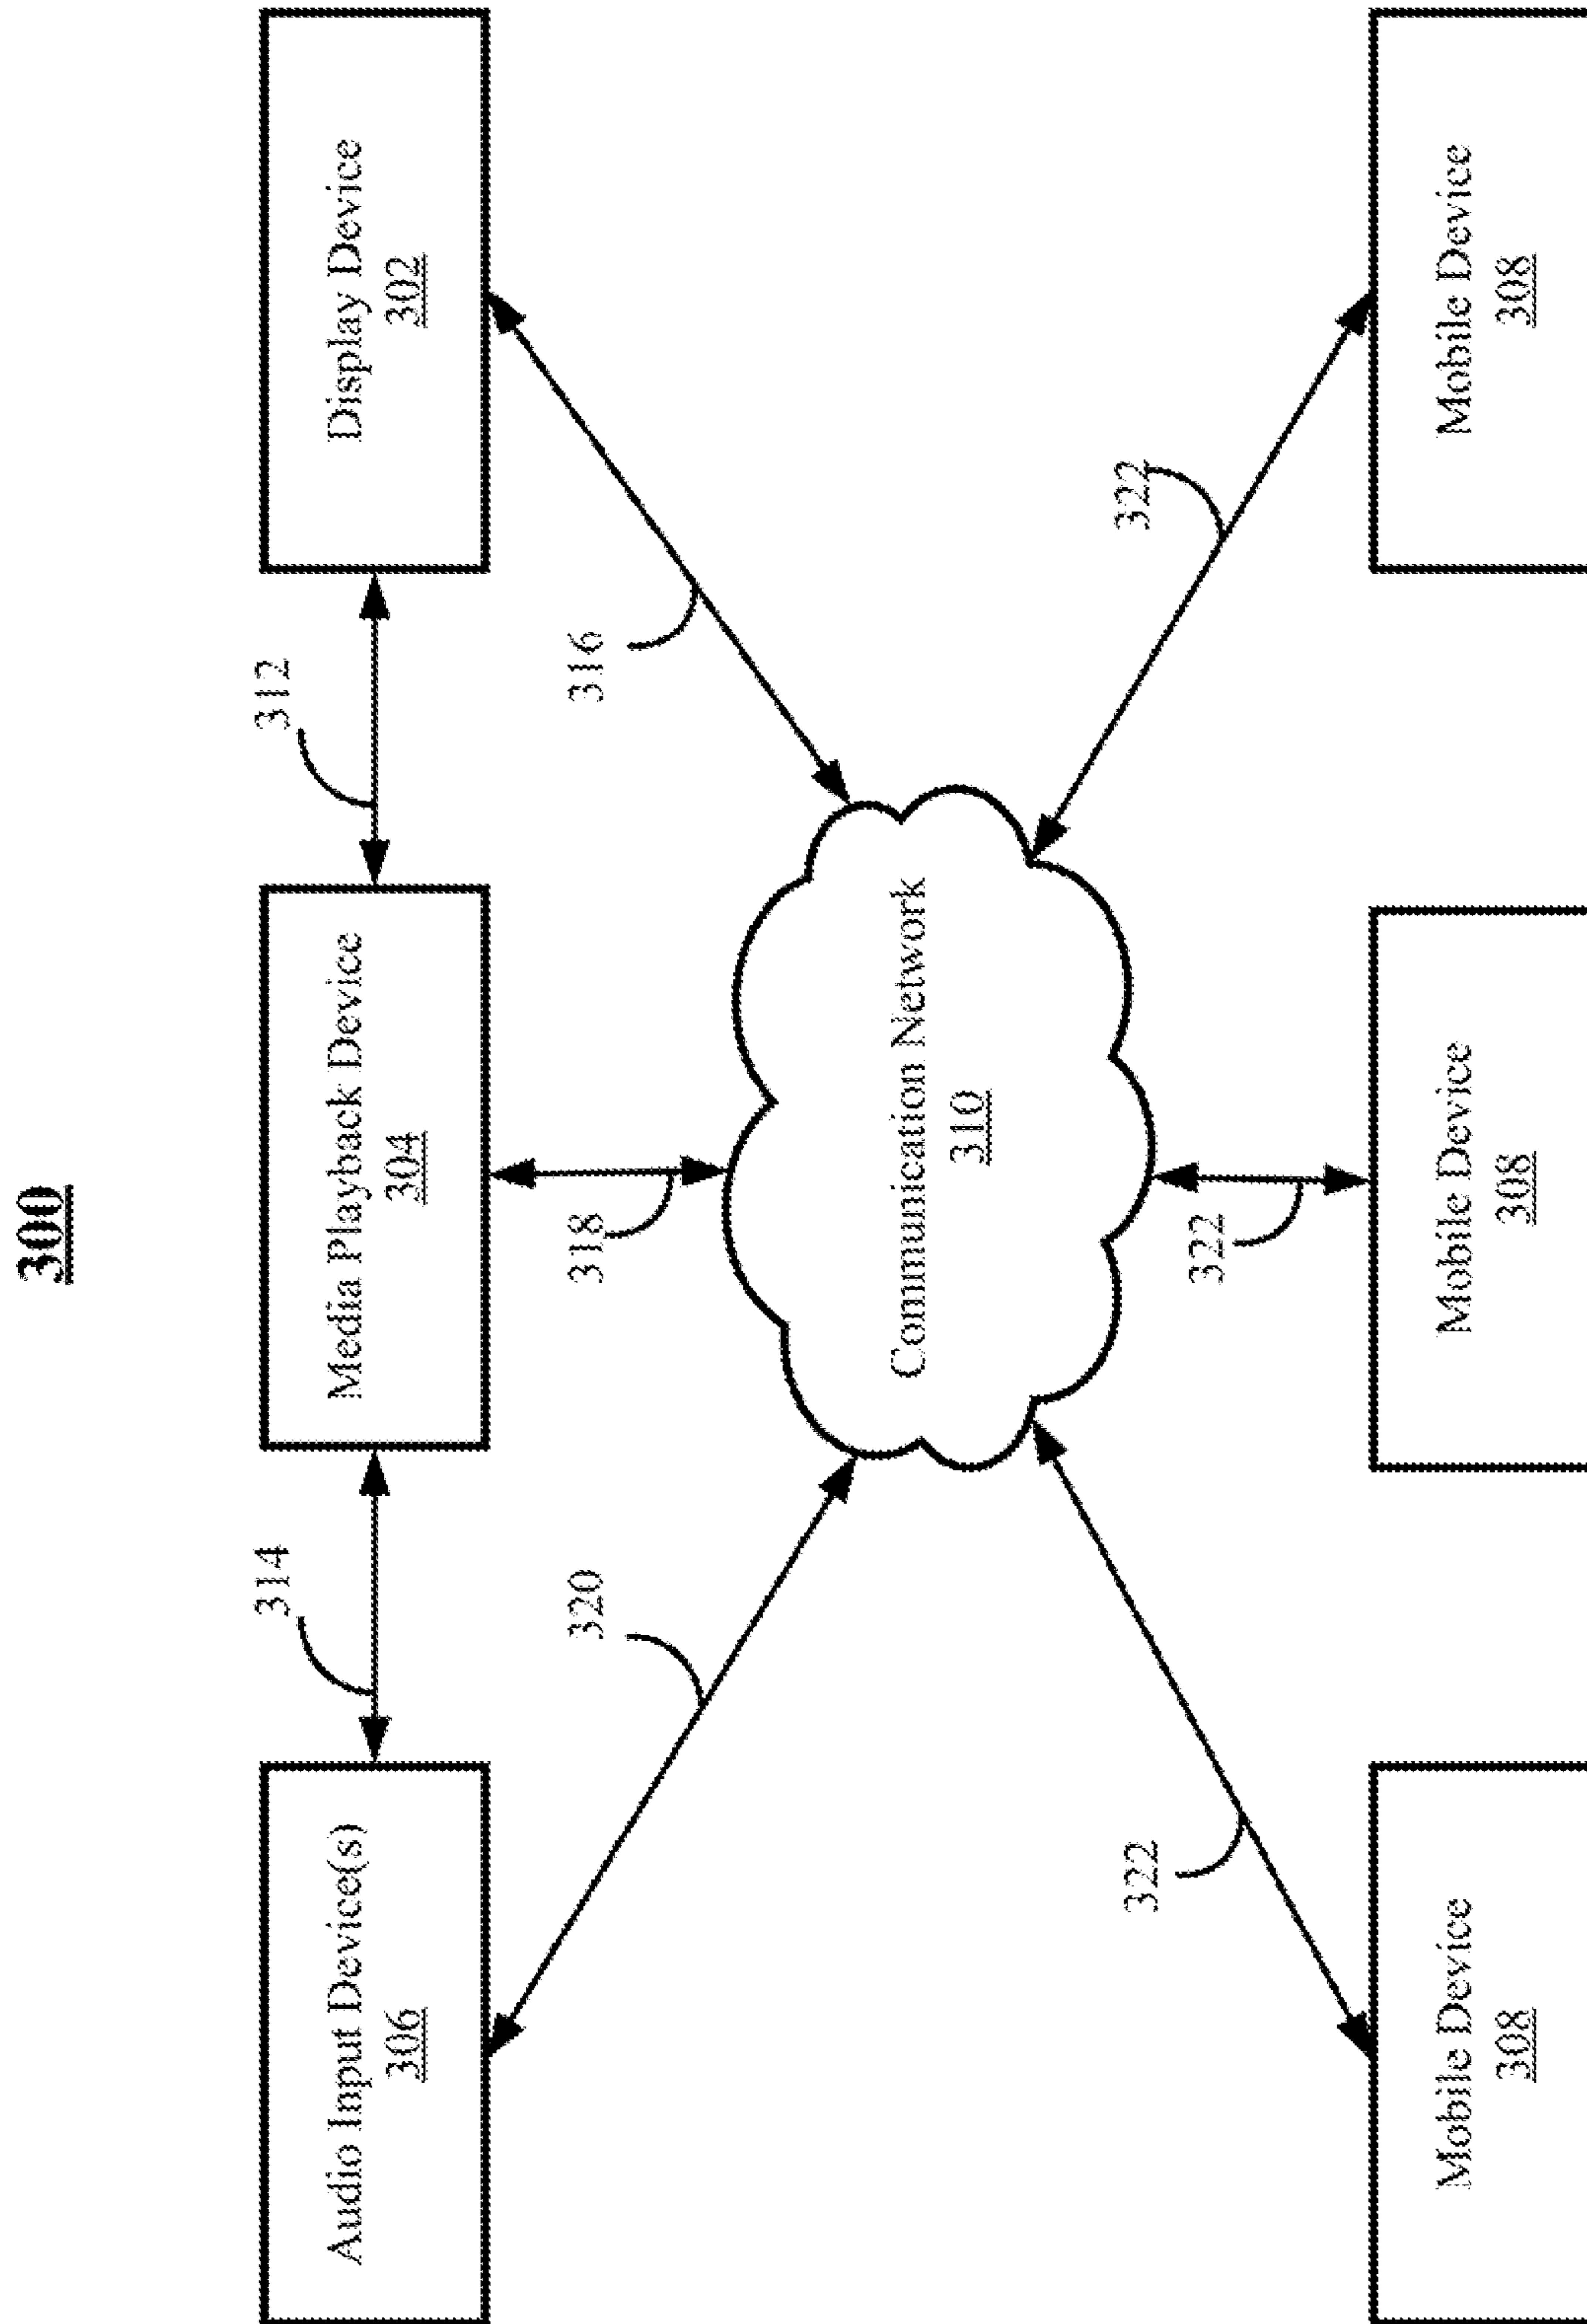 300
314
312
Audio Input Device(s)
306
Media Playback Device
304
Display Device
302
320
318
316
Communication Network
310
322
322
322
Mobile Device
308
Mobile Device
308
Mobile Device
308